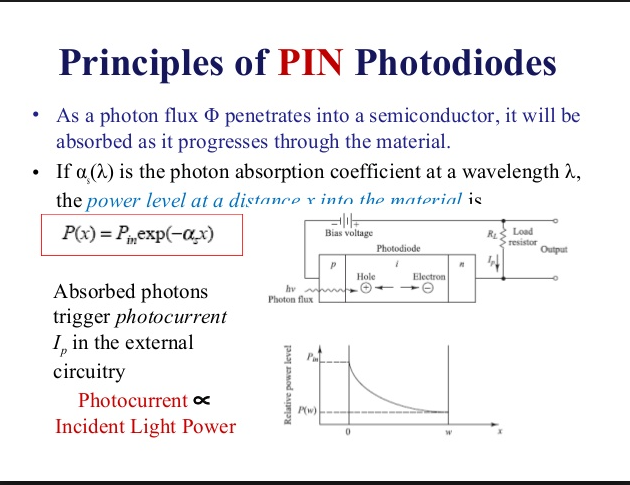 Principles of PIN Photodiodes
• As a photon flux Φ penetrates into a semiconductor, it will be
absorbed as it progresses through the material.
• If αₛ(λ) is the photon absorption coefficient at a wavelength λ,
the power level at a distance x into the material is
P(x) = Pᵢₙexp(−αₛx)
Absorbed photons
trigger photocurrent
Iₚ in the external
circuitry
Photocurrent ∝
Incident Light Power
Bias voltage
Photodiode
p
i
n
Hole
Electron
hν
Photon flux
R_L
Load
resistor
Output
Iₚ
Relative power level
Pᵢₙ
P(w)
0
w
x